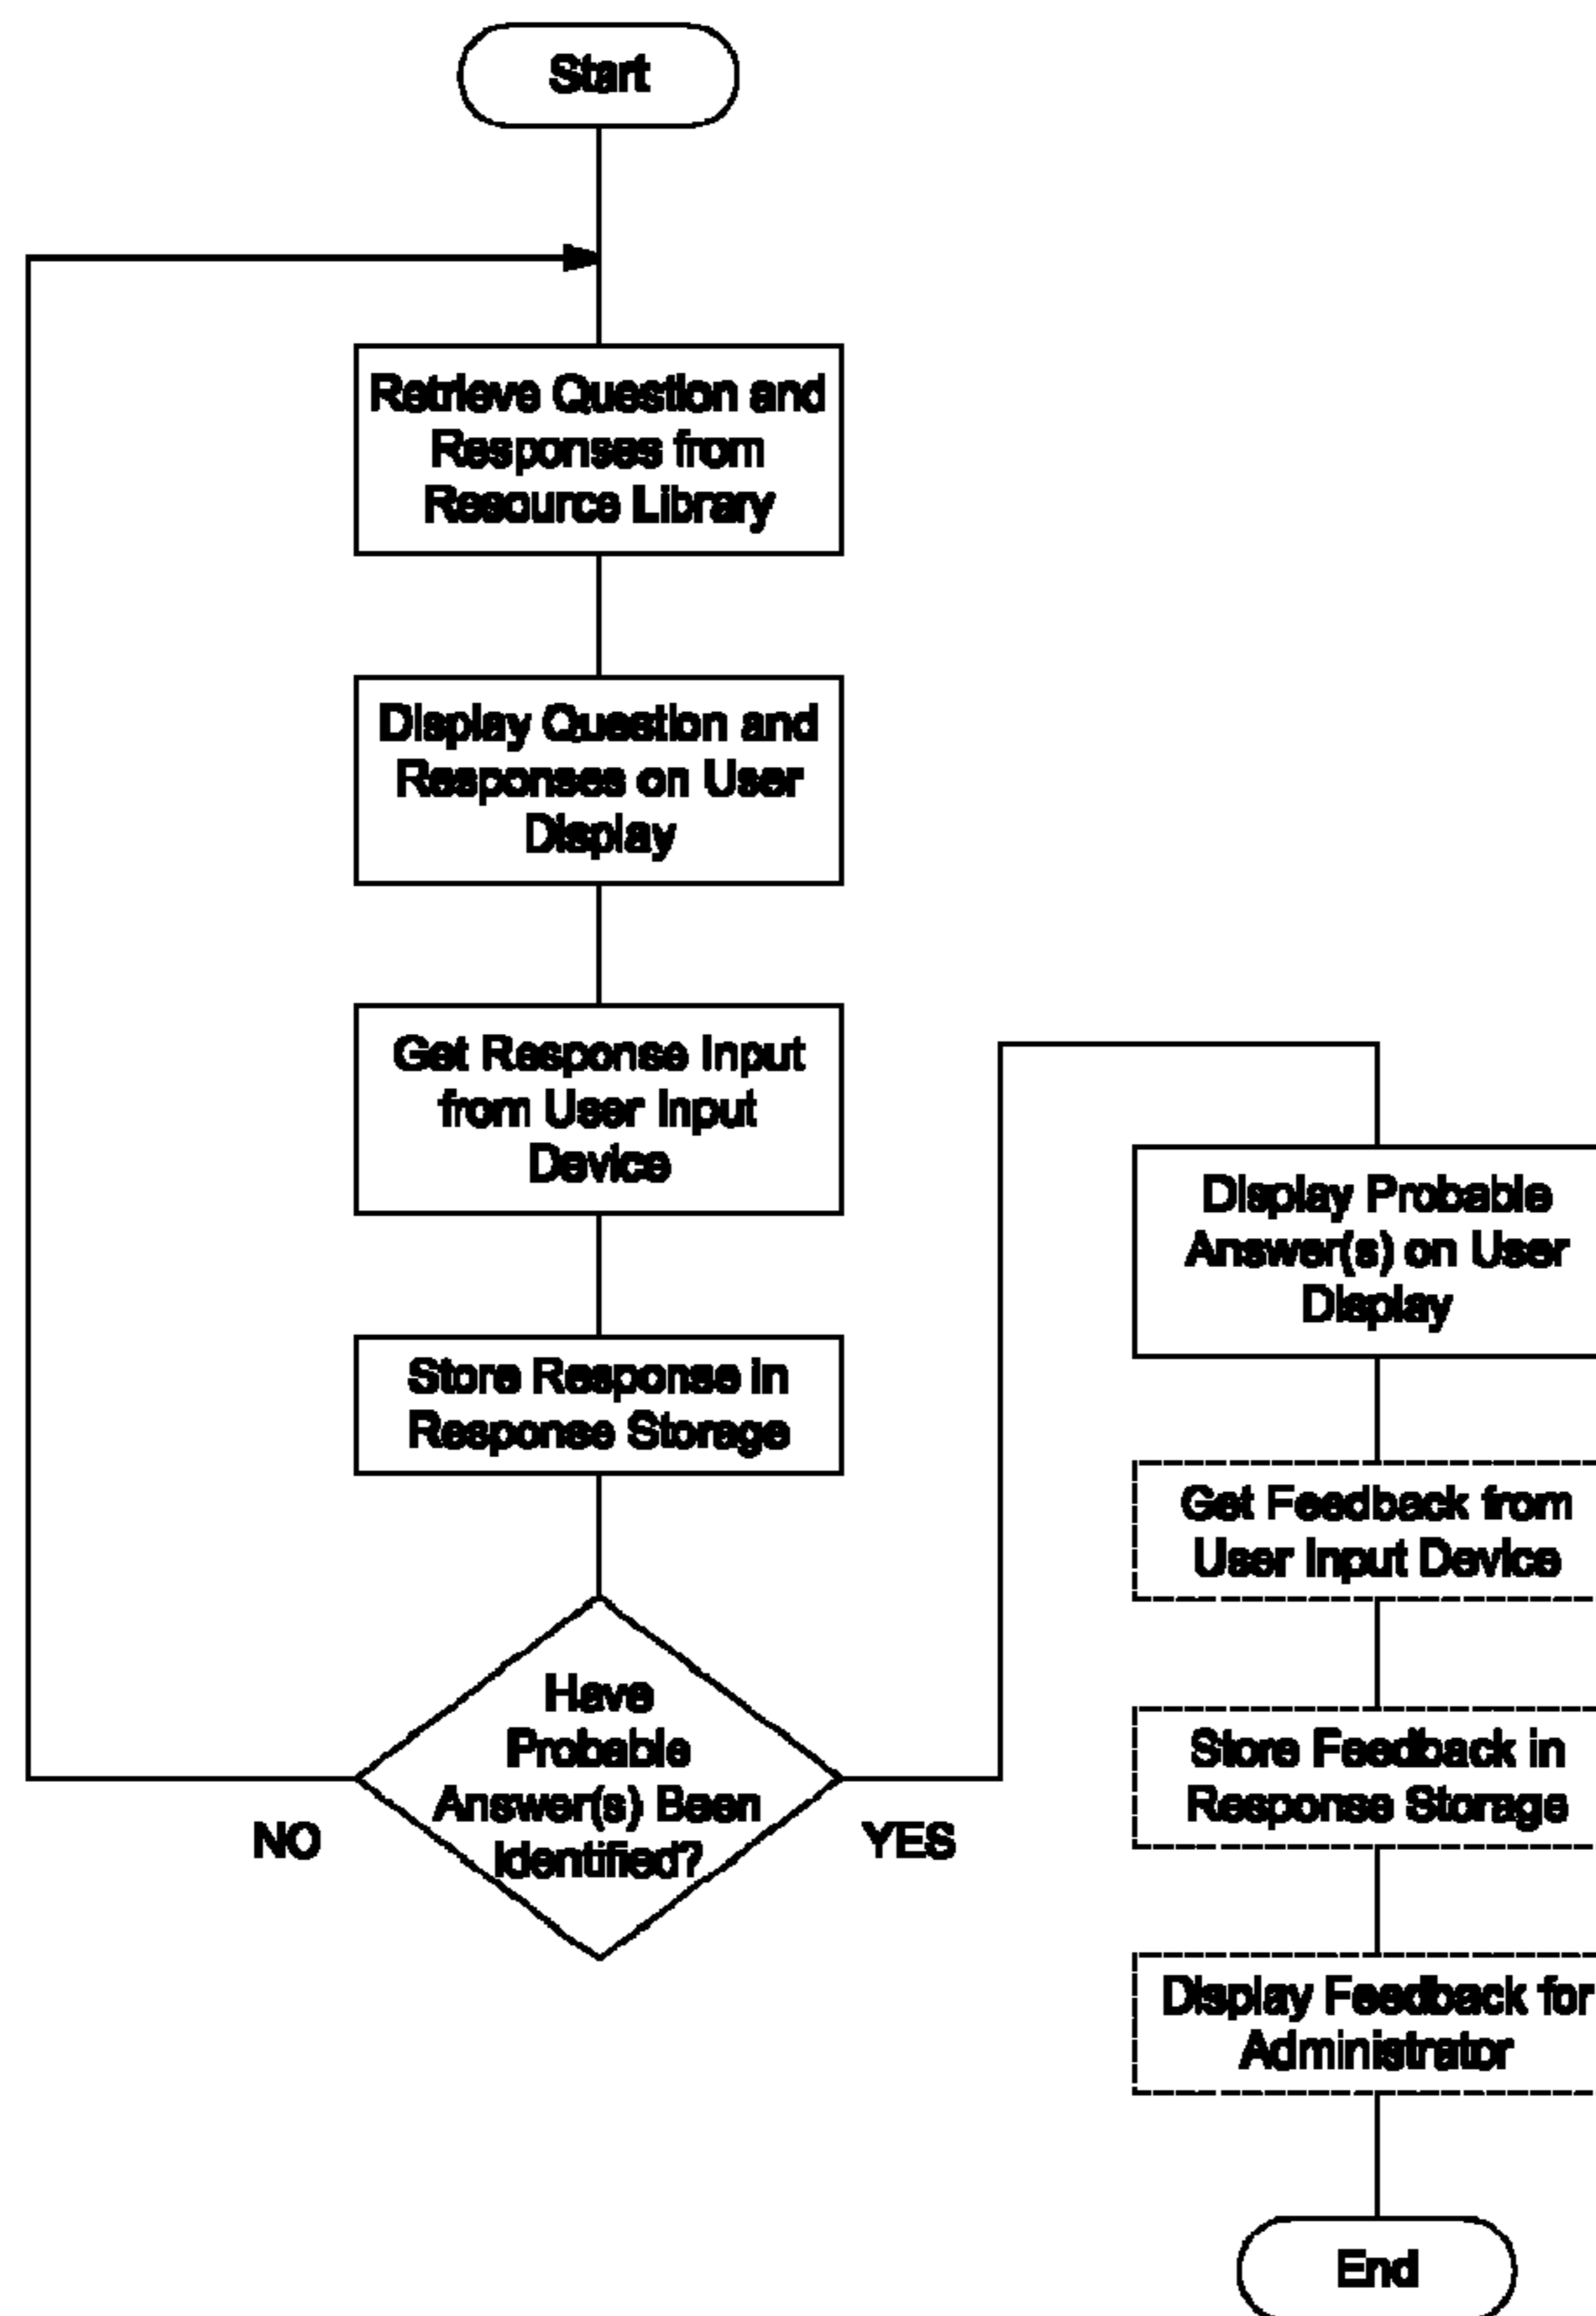 Start
Retrieve Question and
Responses from
Resource Library
Display Question and
Responses on User
Display
Get Response Input
from User Input
Device
Store Response in
Response Storage
Have
Probable
Answer(s) Been
Identified?
NO
YES
Display Probable
Answer(s) on User
Display
Get Feedback from
User Input Device
Store Feedback in
Response Storage
Display Feedback for
Administrator
End